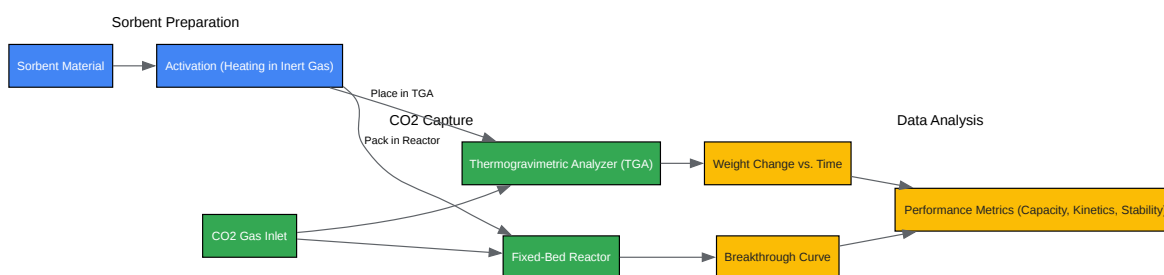 Sorbent Preparation
Sorbent Material
Activation (Heating in Inert Gas)
Place in TGA
CO2 Capture
Data Analysis
Pack in Reactor
Thermogravimetric Analyzer (TGA)
Weight Change vs. Time
Performance Metrics (Capacity, Kinetics, Stability)
CO2 Gas Inlet
Fixed-Bed Reactor
Breakthrough Curve